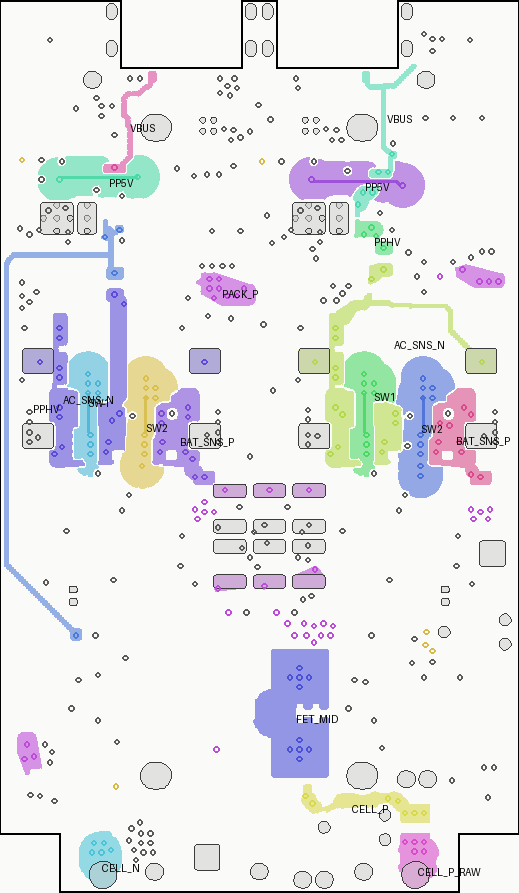 VBUS
VBUS
PP5V
PP5V
PPHV
PACK_P
AC_SNS_N
AC_SNS_N
SW1
SW1
PPHV
SW2
SW2
BAT_SNS_P
BAT_SNS_P
FET_MID
CELL_P
CELL_N
CELL_P_RAW